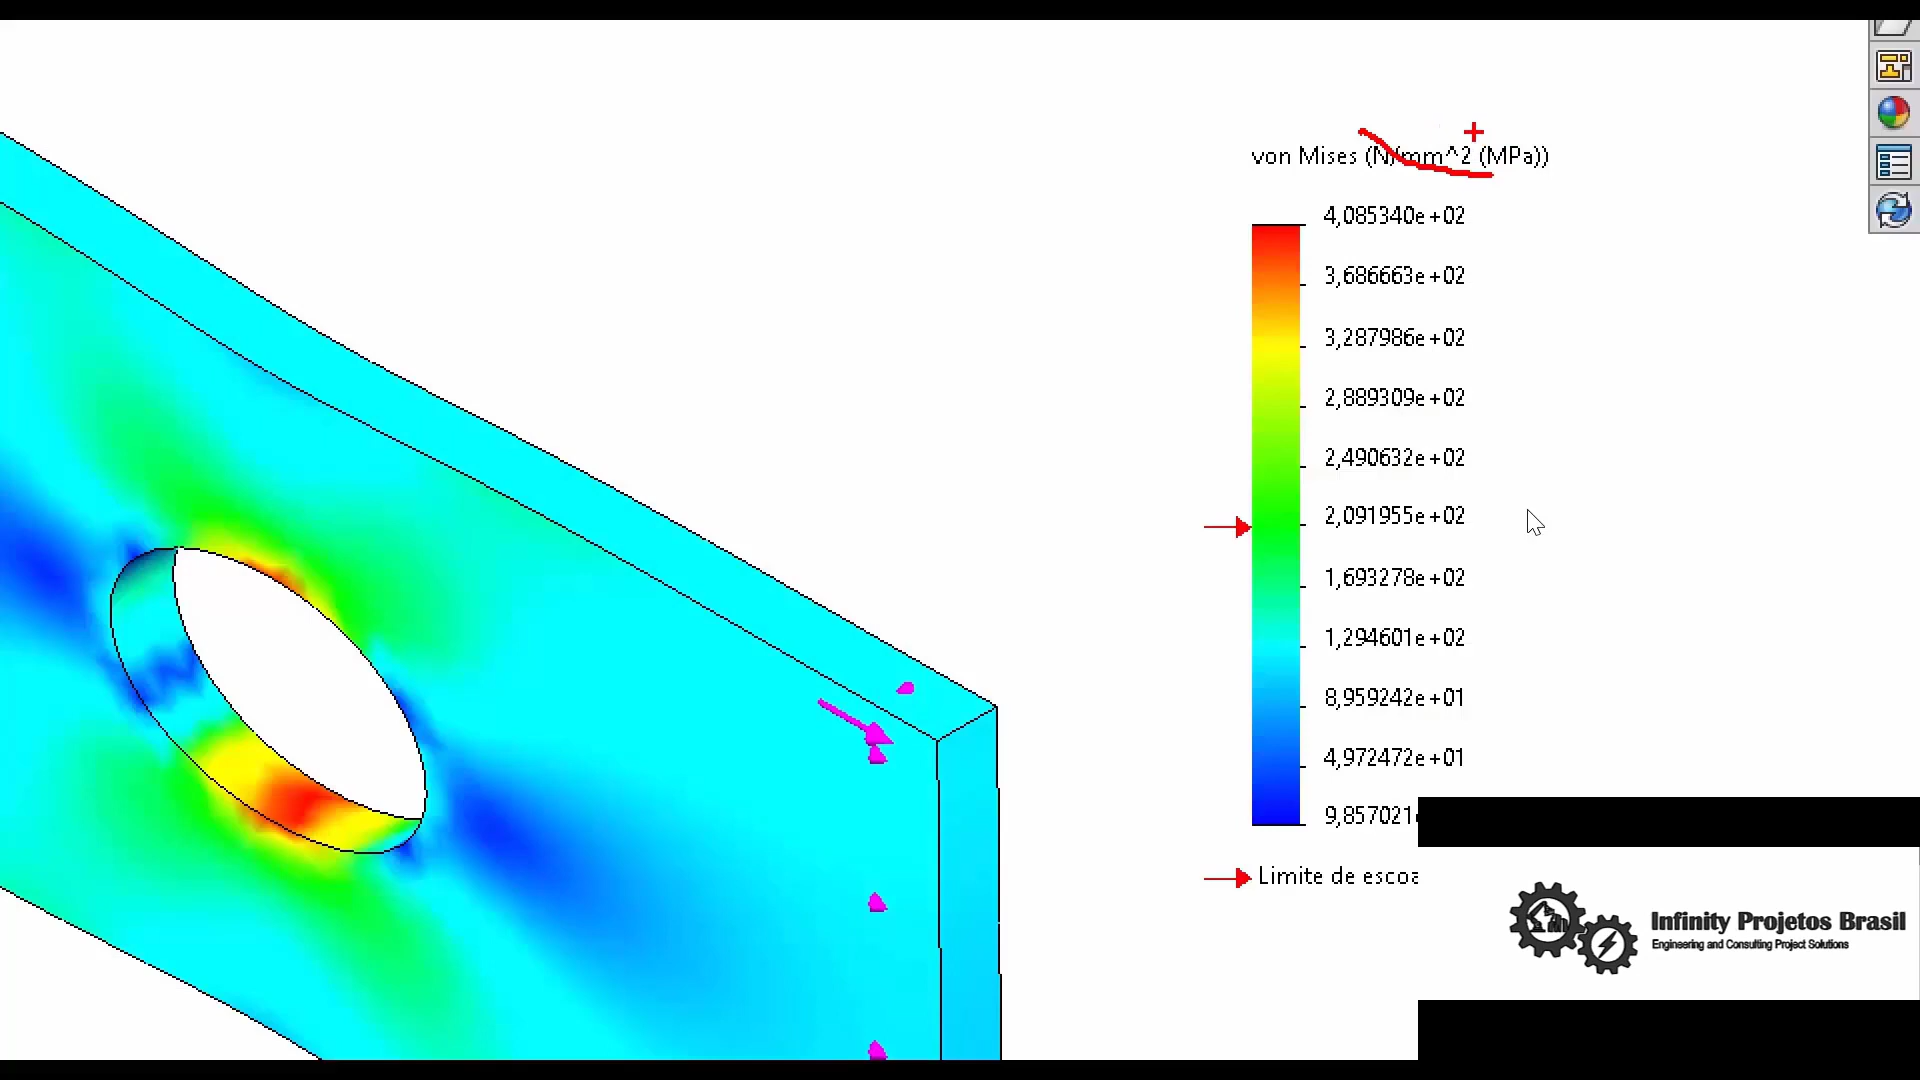 von Mises (N/mm^2 (MPa))
4,085340e+02
3,686663e+02
3,287986e+02
2,889309e+02
2,490632e+02
2,091955e+02
1,693278e+02
1,294601e+02
8,959242e+01
4,972472e+01
9,857021
Limite de escoa
Infinity Projetos Brasil
Engineering and Consulting Project Solutions